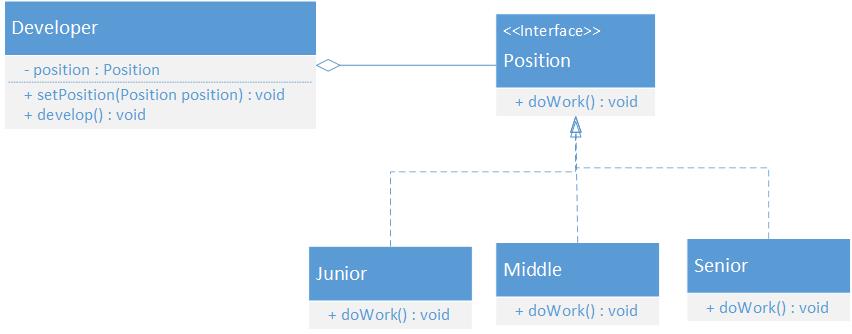 Developer
- position : Position
+ setPosition(Position position) : void
+ develop() : void
<<Interface>>
Position
+ doWork() : void
Junior
+ doWork() : void
Middle
+ doWork() : void
Senior
+ doWork() : void